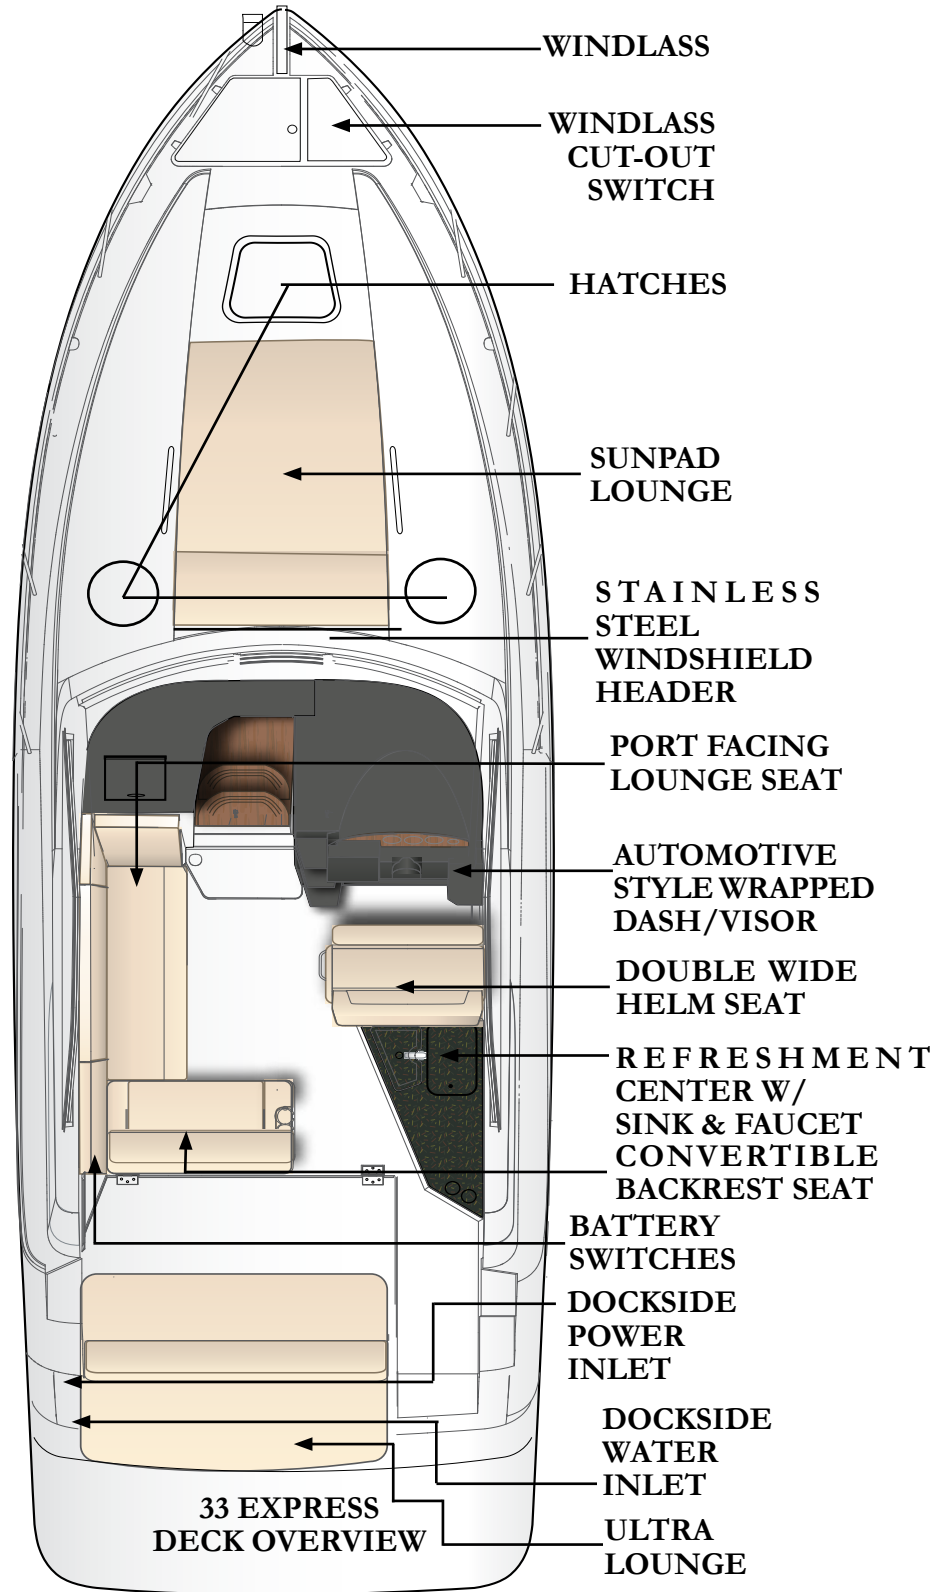 WINDLASS
WINDLASS
CUT-OUT
SWITCH
HATCHES
SUNPAD
LOUNGE
STAINLESS
STEEL
WINDSHIELD
HEADER
PORT FACING
LOUNGE SEAT
AUTOMOTIVE
STYLE WRAPPED
DASH/VISOR
DOUBLE WIDE
HELM SEAT
REFRESHMENT
CENTER W/
SINK & FAUCET
CONVERTIBLE
BACKREST SEAT
BATTERY
SWITCHES
DOCKSIDE
POWER
INLET
DOCKSIDE
WATER
INLET
ULTRA
LOUNGE
33 EXPRESS
DECK OVERVIEW